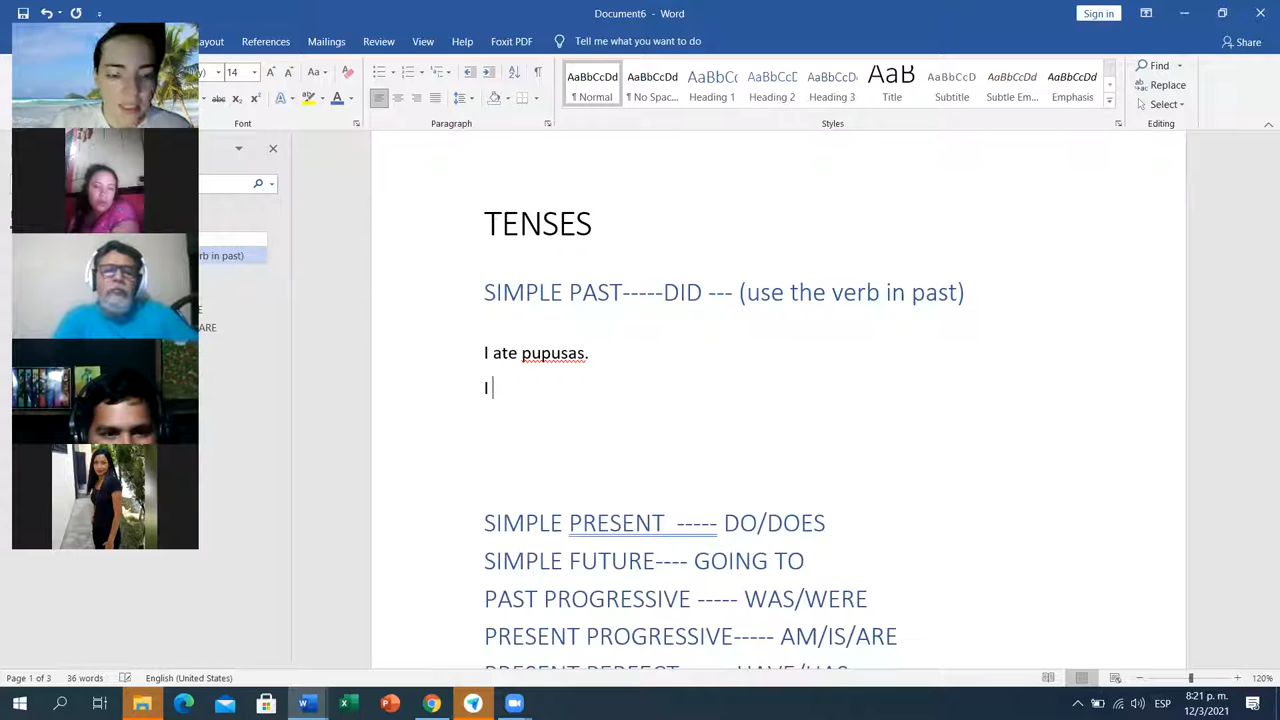 Document6 - Word
Sign in
References Mailings Review View Help Foxit PDF Tell me what you want to do Share
14 Aa
AaBbCcDd AaBbCcDd AaBbCc AaBbCcD AaBbCcD AaB AaBbCcD AaBbCcDd AaBbCcDd
¶ Normal ¶ No Spac... Heading 1 Heading 2 Heading 3 Title Subtitle Subtle Em... Emphasis
Find
Replace
Select
Font Paragraph Styles Editing
rb in past)
ARE
TENSES
SIMPLE PAST-----DID --- (use the verb in past)
I ate pupusas.
I
SIMPLE PRESENT ----- DO/DOES
SIMPLE FUTURE---- GOING TO
PAST PROGRESSIVE ----- WAS/WERE
PRESENT PROGRESSIVE----- AM/IS/ARE
PRESENT PERFECT HAVE/HAS
Page 1 of 3 36 words English (United States) 120%
ESP 8:21 p. m. 12/3/2021